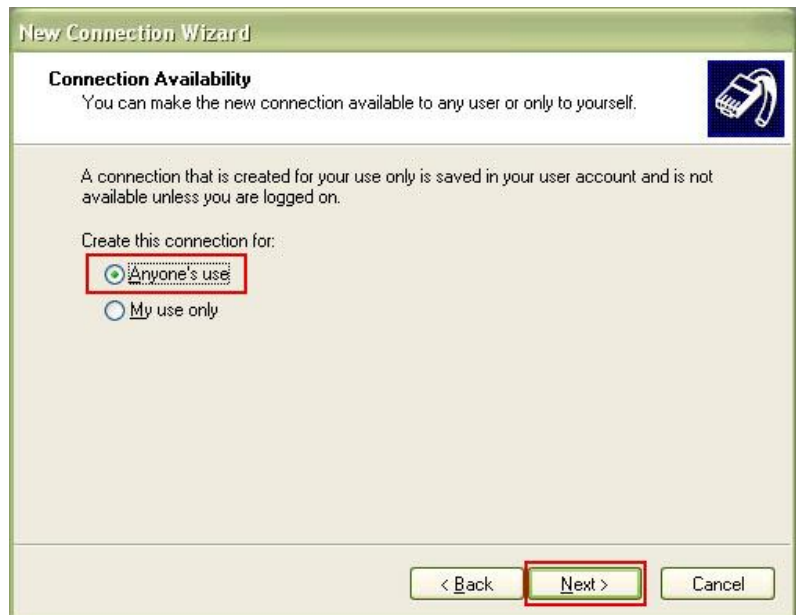 New Connection Wizard
Connection Availability
You can make the new connection available to any user or only to yourself.
A connection that is created for your use only is saved in your user account and is not
available unless you are logged on.
Create this connection for:
Anyone's use
My use only
< Back Next > Cancel